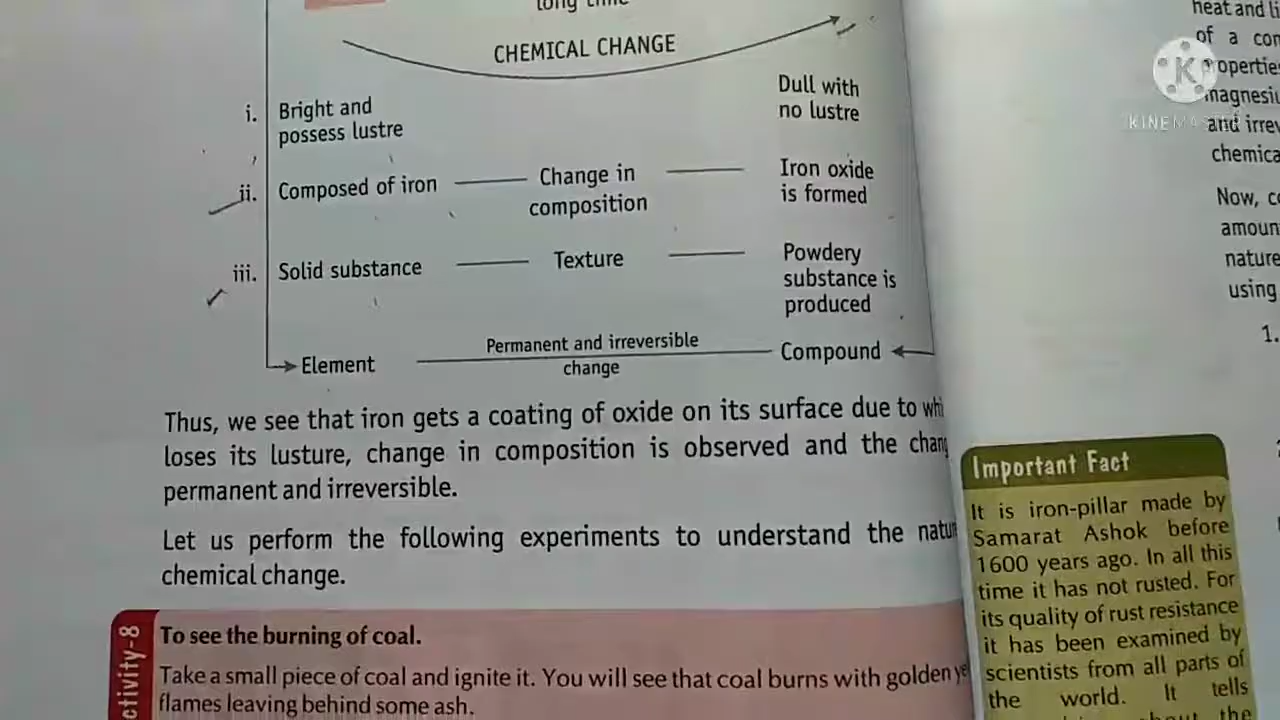 long time
CHEMICAL CHANGE
i. Bright and
possess lustre
Dull with
no lustre
ii. Composed of iron
Change in
composition
Iron oxide
is formed
iii. Solid substance
Texture
Powdery
substance is
produced
Element
Permanent and irreversible
change
Compound
Thus, we see that iron gets a coating of oxide on its surface due to
loses its lusture, change in composition is observed and the
permanent and irreversible.
Let us perform the following experiments to understand the
chemical change.
ctivity-8
To see the burning of coal.
Take a small piece of coal and ignite it. You will see that coal burns with golden
flames leaving behind some ash.
heat and
of a
KINEMASTER
and
Now,
nature
using
1.
Important Fact
It is iron-pillar made by
Samarat Ashok before
1600 years ago. In all this
time it has not rusted. For
its quality of rust resistance
it has been examined by
scientists from all parts of
the world. It tells
the